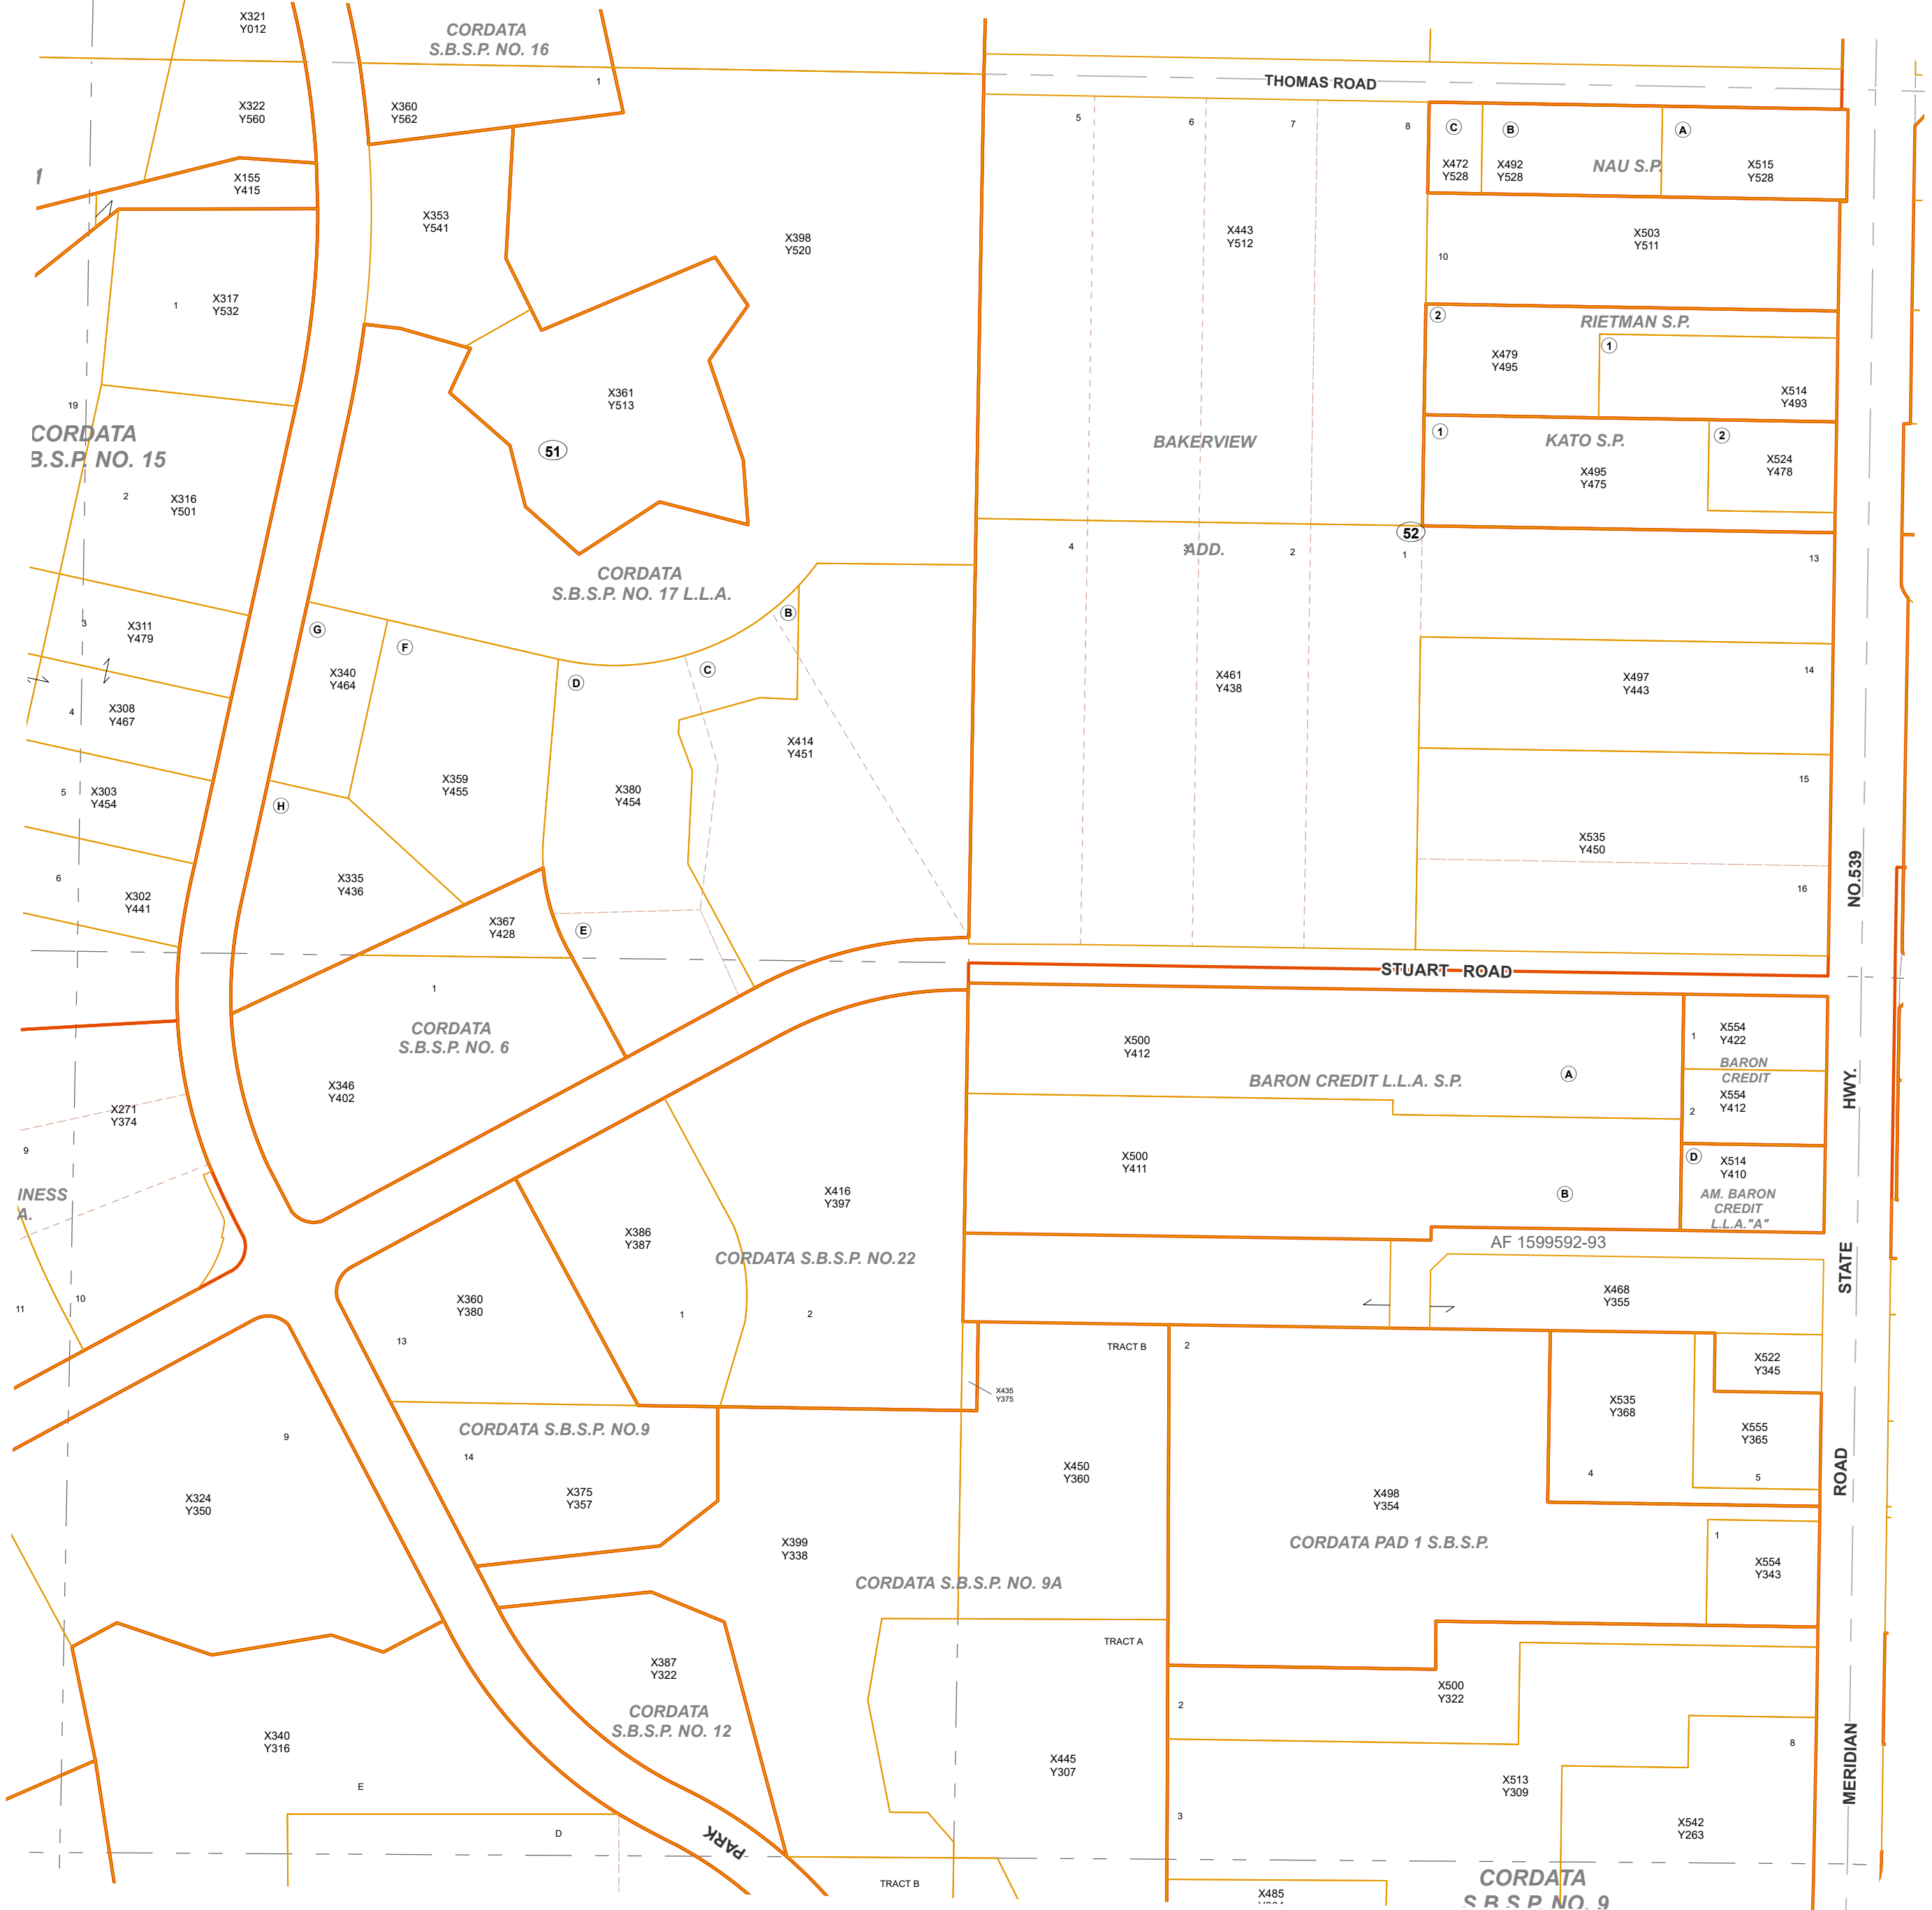 X321
Y012
CORDATA
S.B.S.P. NO. 16
1
THOMAS ROAD
X322
Y560
X360
Y562
5
6
7
8
C
B
A
X472
Y528
X492
Y528
NAU S.P.
X515
Y528
1
X155
Y415
X353
Y541
X398
Y520
X443
Y512
X503
Y511
10
1
X317
Y532
2
RIETMAN S.P.
1
X479
Y495
X514
Y493
X361
Y513
51
19
CORDATA
B.S.P. NO. 15
BAKERVIEW
1
KATO S.P.
2
X524
Y478
X495
Y475
2
X316
Y501
52
4
3
ADD.
2
1
13
CORDATA
S.B.S.P. NO. 17 L.L.A.
B
3
X311
Y479
G
F
C
D
X340
Y464
X461
Y438
X497
Y443
14
4
X308
Y467
X414
Y451
X359
Y455
X380
Y454
15
5
X303
Y454
H
X535
Y450
NO.539
6
X302
Y441
X335
Y436
16
X367
Y428
E
STUART ROAD
1
CORDATA
S.B.S.P. NO. 6
X500
Y412
1
X554
Y422
BARON
CREDIT
BARON CREDIT L.L.A. S.P.
A
X346
Y402
2
X554
Y412
HWY.
X271
Y374
9
X500
Y411
D
X514
Y410
AM. BARON
CREDIT
L.L.A."A"
B
INESS
A.
X416
Y397
X386
Y387
CORDATA S.B.S.P. NO.22
AF 1599592-93
STATE
X360
Y380
X468
Y355
11
10
1
2
13
TRACT B
2
X522
Y345
X435
Y375
X535
Y368
X555
Y365
CORDATA S.B.S.P. NO.9
9
14
X450
Y360
4
5
ROAD
X324
Y350
X375
Y357
X498
Y354
X399
Y338
CORDATA PAD 1 S.B.S.P.
1
X554
Y343
CORDATA S.B.S.P. NO. 9A
TRACT A
X387
Y322
2
X500
Y322
CORDATA
S.B.S.P. NO. 12
X340
Y316
8
X445
Y307
MERIDIAN
E
X513
Y309
3
D
X542
Y263
PARK
TRACT B
CORDATA
S.B.S.P. NO. 9
X485